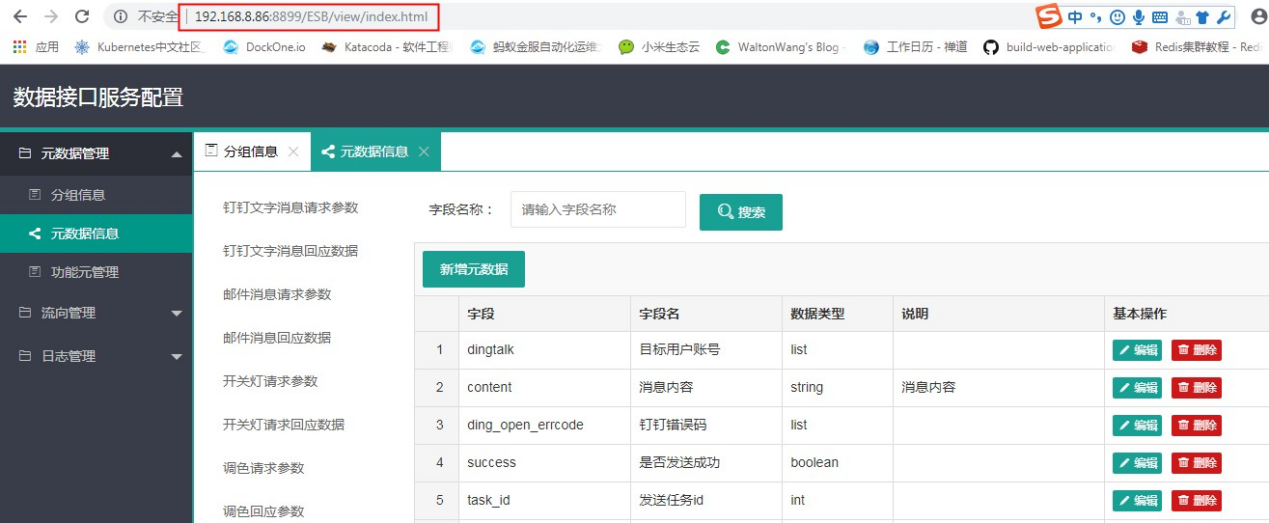 不安全 192.168.8.86:8899/ESB/view/index.html 中
应用 Kubernetes中文社区 DockOne.io Katacoda - 软件工程 蚂蚁金服自动化运维 小米生态云 WaltonWang's Blog - 工作日历 - 禅道 build-web-application Redis集群教程 - Redi
数据接口服务配置
元数据管理
分组信息
元数据信息
功能元管理
流向管理
日志管理
分组信息 元数据信息
钉钉文字消息请求参数
钉钉文字消息回应数据
邮件消息请求参数
邮件消息回应数据
开关灯请求参数
开关灯请求回应数据
调色请求参数
调色回应参数
字段名称： 请输入字段名称 搜索
新增元数据
字段 字段名 数据类型 说明 基本操作
1 dingtalk 目标用户账号 list 编辑 删除
2 content 消息内容 string 消息内容 编辑 删除
3 ding_open_errcode 钉钉错误码 list 编辑 删除
4 success 是否发送成功 boolean 编辑 删除
5 task_id 发送任务id int 编辑 删除